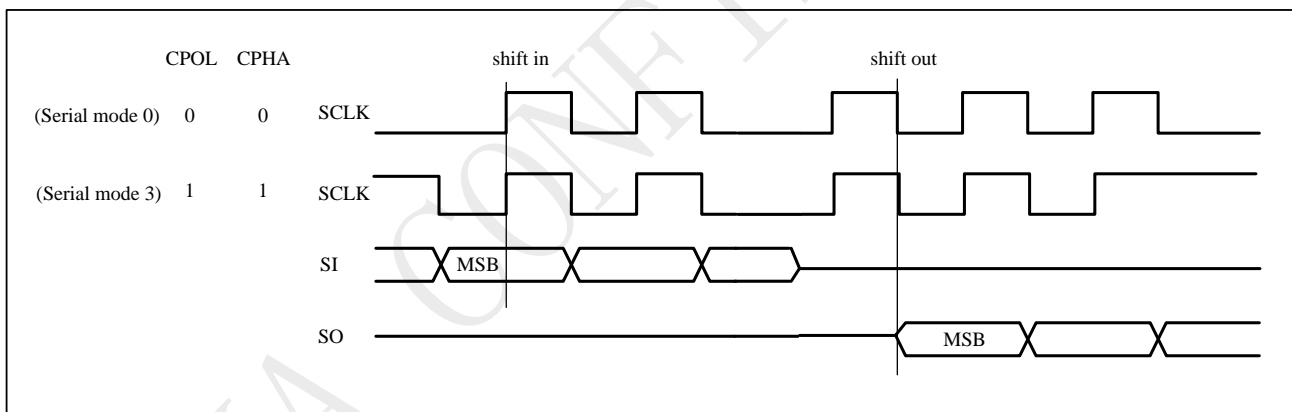 CPOL CPHA shift in shift out
(Serial mode 0) 0 0 SCLK
(Serial mode 3) 1 1 SCLK
SI MSB
SO MSB